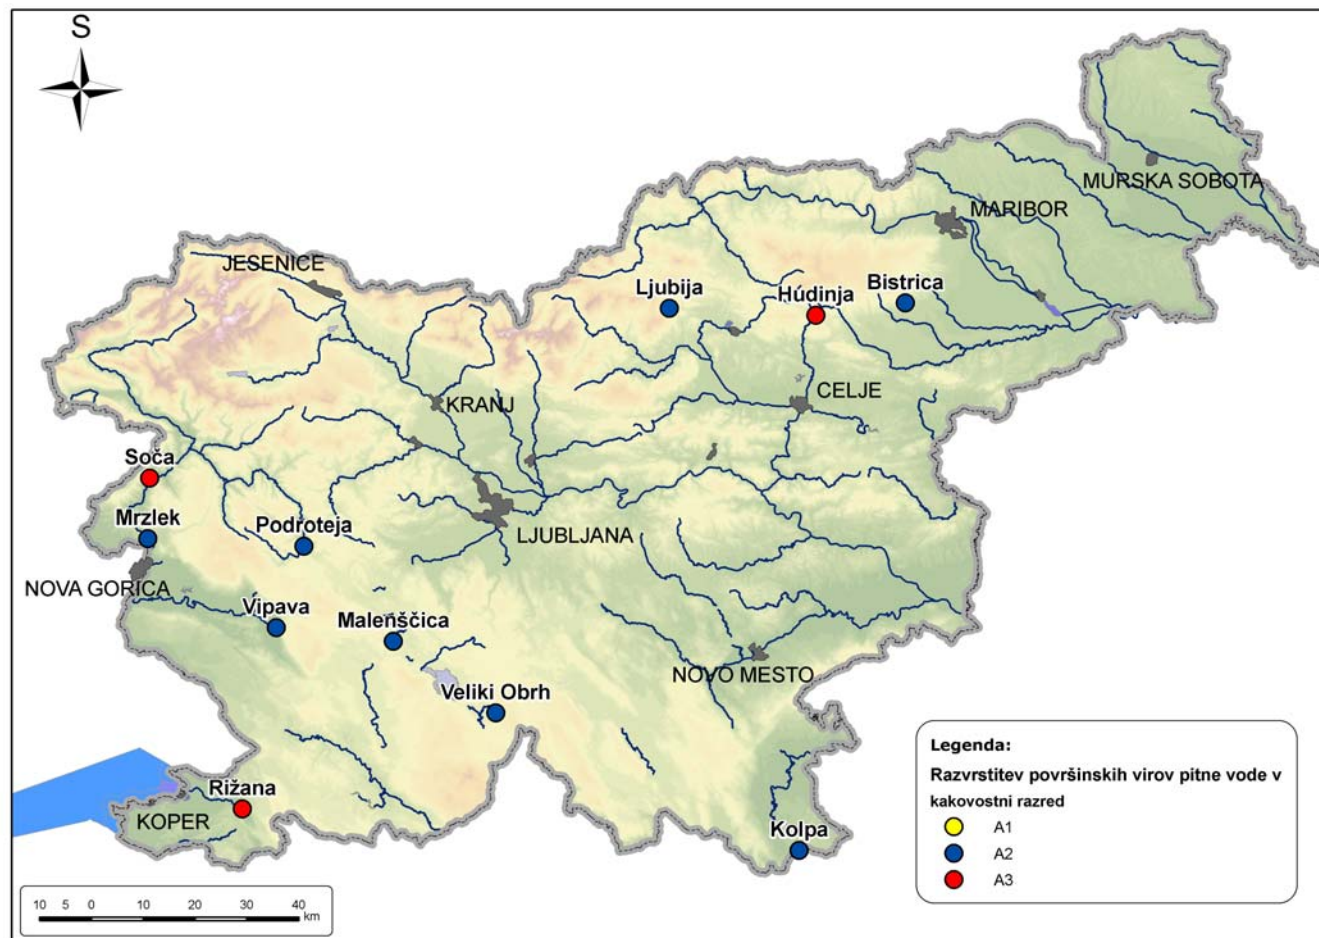 S
MURSKA SOBOTA
MARIBOR
JESENICE
Ljubija
Húdinja
Bistrica
KRANJ
CELJE
Soča
Mrzlek
Podroteja
LJUBLJANA
NOVA GORICA
Vipava
Malenščica
NOVO MESTO
Veliki Obrh
Rižana
KOPER
Kolpa
Legenda:
Razvrstitev površinskih virov pitne vode v
kakovostni razred
A1
A2
A3
10 5 0 10 20 30 40
km